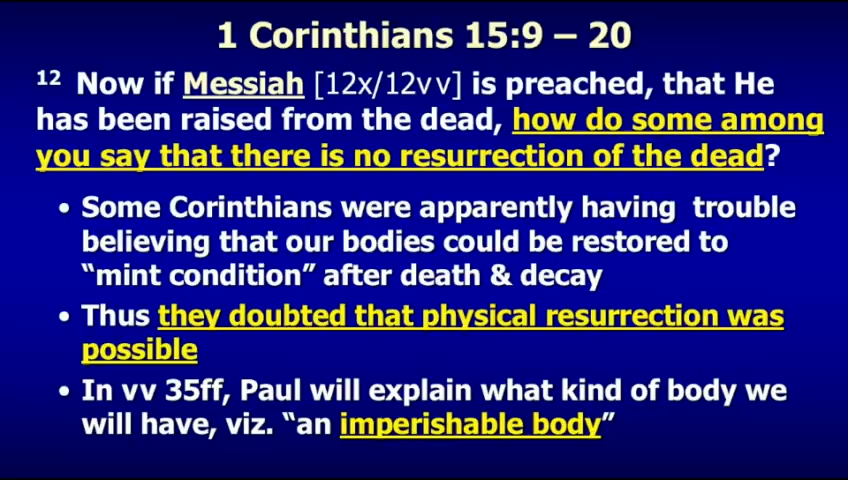 1 Corinthians 15:9 – 20
12 Now if Messiah [12x/12vv] is preached, that He
has been raised from the dead, how do some among
you say that there is no resurrection of the dead?
• Some Corinthians were apparently having trouble
believing that our bodies could be restored to
“mint condition” after death & decay
• Thus they doubted that physical resurrection was
possible
• In vv 35ff, Paul will explain what kind of body we
will have, viz. “an imperishable body”